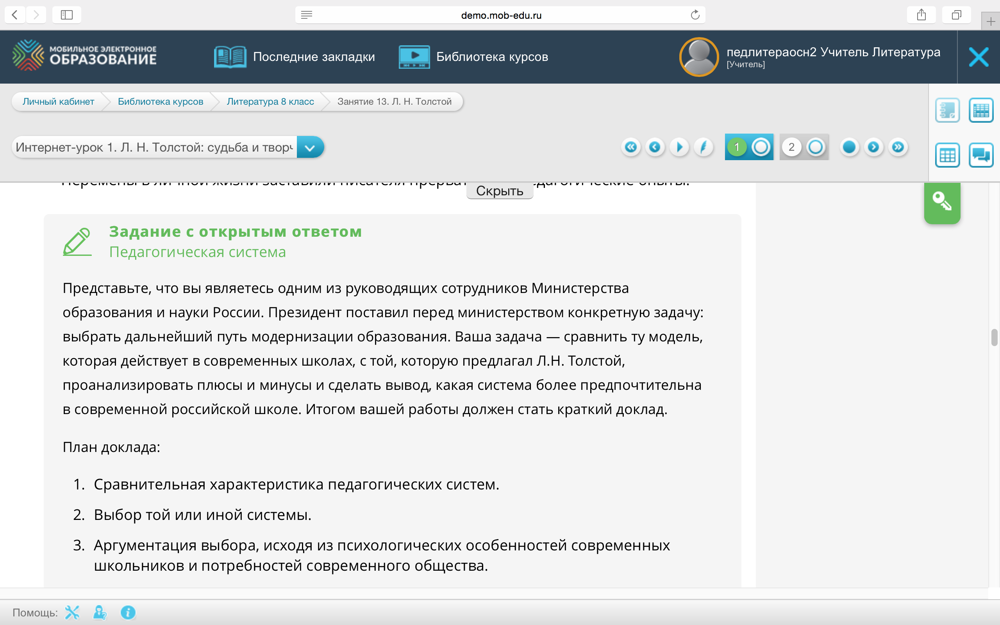 demo.mob-edu.ru
МОБИЛЬНОЕ ЭЛЕКТРОННОЕ
ОБРАЗОВАНИЕ
Последние закладки
Библиотека курсов
педлитераосн2 Учитель Литература
[Учитель]
Личный кабинет
Библиотека курсов
Литература 8 класс
Занятие 13. Л. Н. Толстой
Интернет-урок 1. Л. Н. Толстой: судьба и творч
1
2
Перемены в личной жизни заставили писателя прерват
педагогические опыты.
Скрыть
Задание с открытым ответом
Педагогическая система
Представьте, что вы являетесь одним из руководящих сотрудников Министерства
образования и науки России. Президент поставил перед министерством конкретную задачу:
выбрать дальнейший путь модернизации образования. Ваша задача — сравнить ту модель,
которая действует в современных школах, с той, которую предлагал Л.Н. Толстой,
проанализировать плюсы и минусы и сделать вывод, какая система более предпочтительна
в современной российской школе. Итогом вашей работы должен стать краткий доклад.
План доклада:
1. Сравнительная характеристика педагогических систем.
2. Выбор той или иной системы.
3. Аргументация выбора, исходя из психологических особенностей современных
школьников и потребностей современного общества.
Помощь: